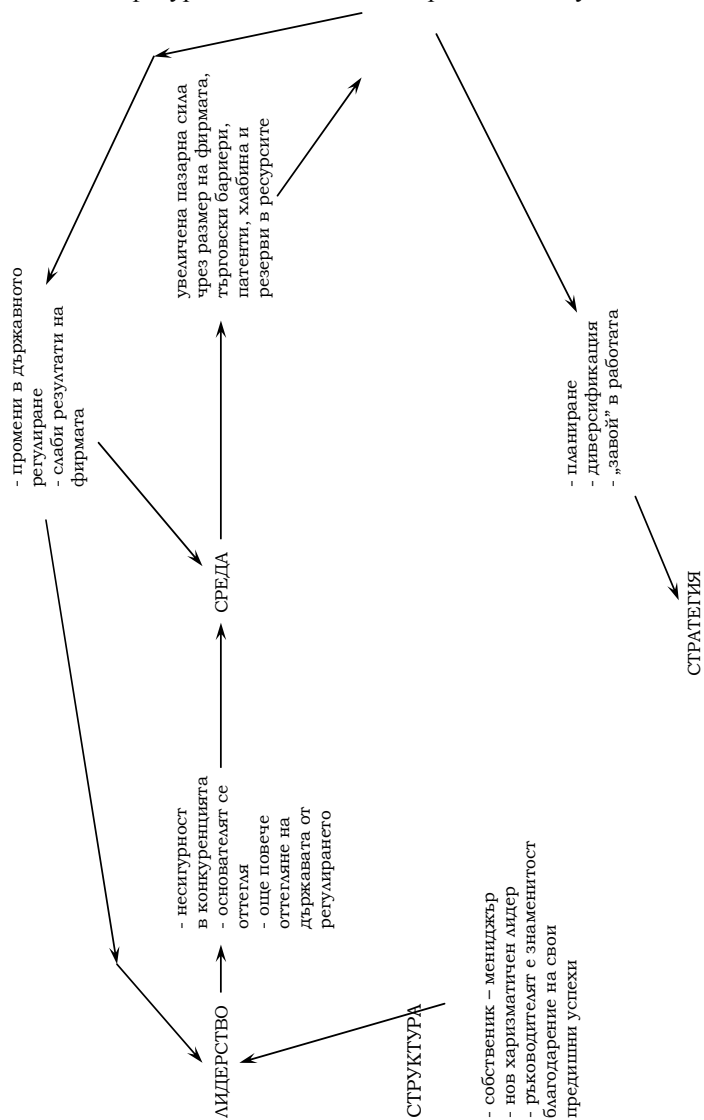 - промени в държавното
регулиране
- слаби резултати на
фирмата
увеличена пазарна сила
чрез размер на фирмата,
търговски бариери,
патенти, хлабина и
резерви в ресурсите
СРЕДА
- несигурност
в конкуренцията
- основателят се
оттегля
- още повече
оттегляне на
държавата от
регулирането
ЛИДЕРСТВО
СТРУКТУРА
- собственик – мениджър
- нов харизматичен лидер
- ръководителят е знаменитост
благодарение на свои
предишни успехи
- планиране
- диверсификация
- „завой” в работата
СТРАТЕГИЯ